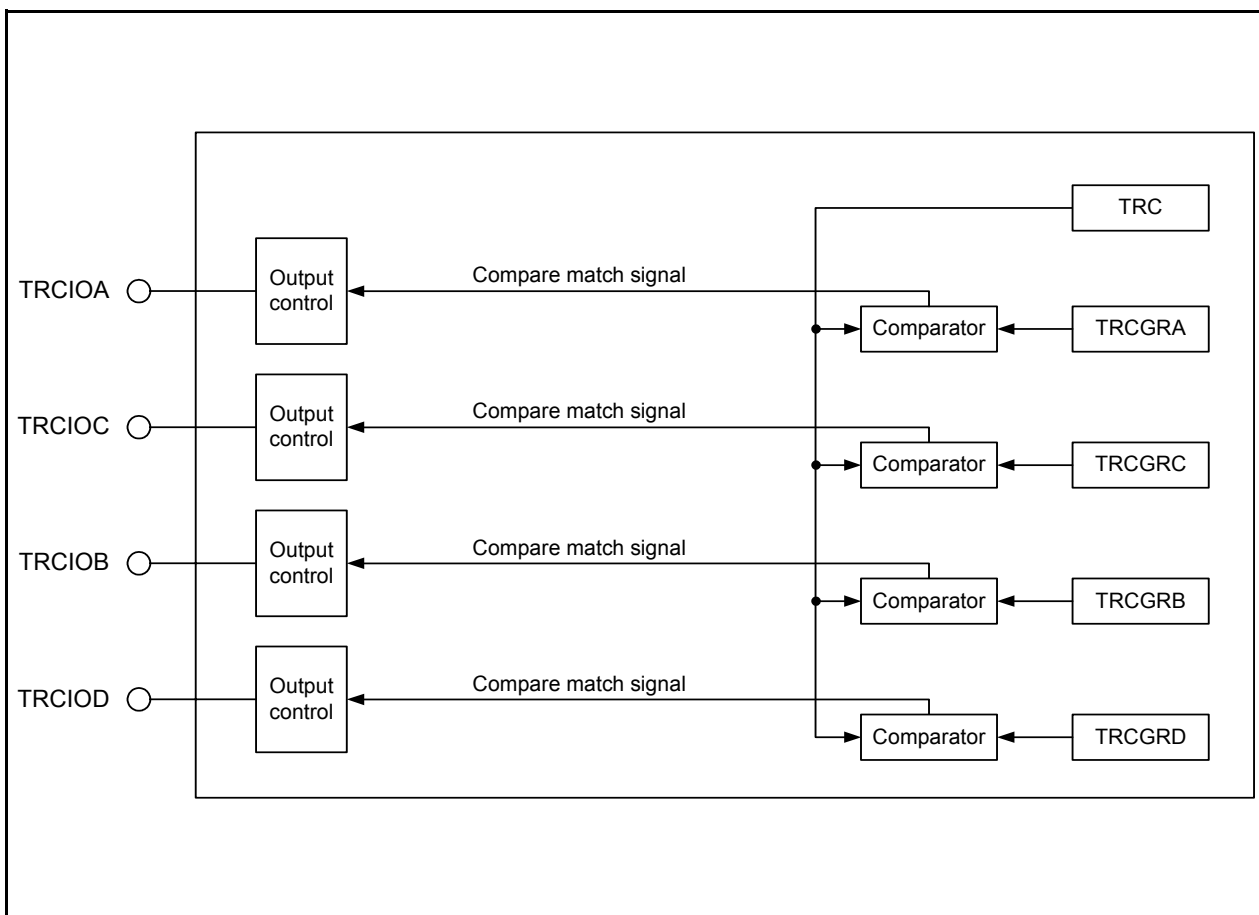 TRC
TRCIOA
Output
control
Compare match signal
Comparator
TRCGRA
TRCIOC
Output
control
Compare match signal
Comparator
TRCGRC
TRCIOB
Output
control
Compare match signal
Comparator
TRCGRB
TRCIOD
Output
control
Compare match signal
Comparator
TRCGRD